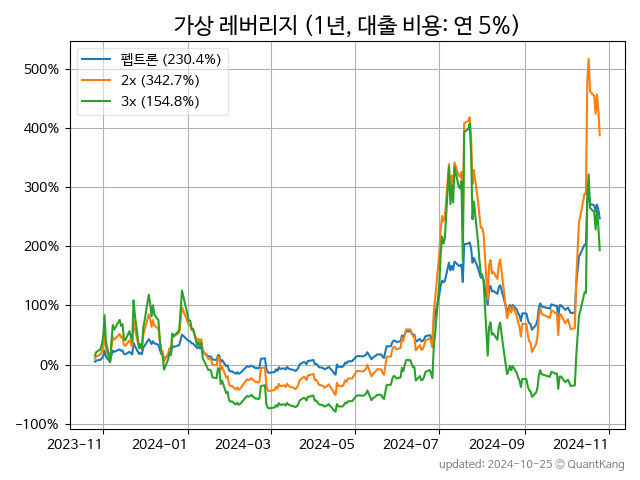 가상 레버리지 (1년, 대출 비용: 연 5%)
펩트론 (230.4%)
2x (342.7%)
3x (154.8%)
500%
400%
300%
200%
100%
0%
−100%
2023-11 2024-01 2024-03 2024-05 2024-07 2024-09 2024-11
updated: 2024-10-25 © QuantKang